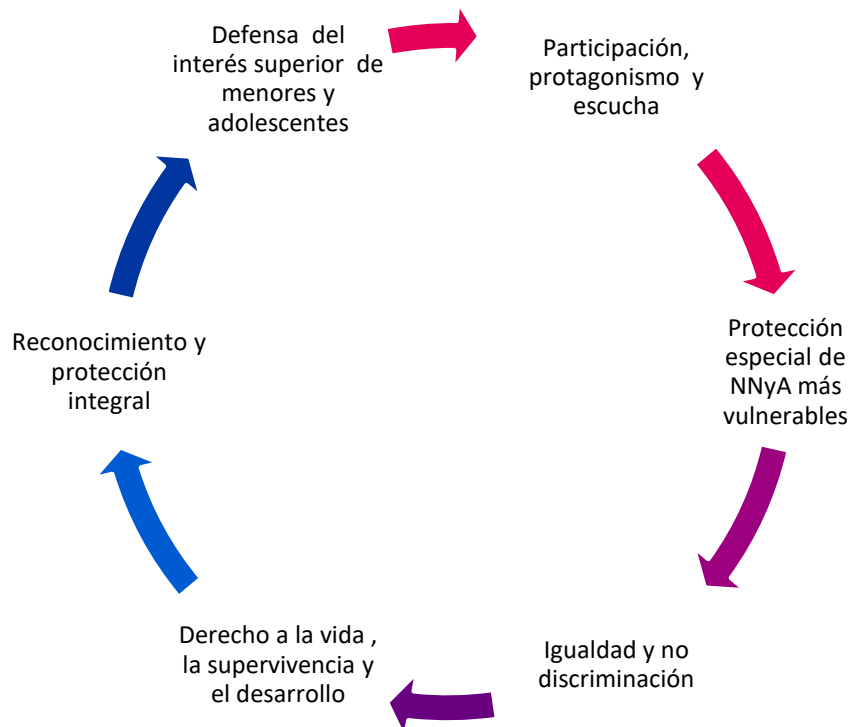 Defensa del
interés superior de
menores y
adolescentes
Participación,
protagonismo y
escucha
Protección
especial de
NNyA más
vulnerables
Igualdad y no
discriminación
Derecho a la vida ,
la supervivencia y
el desarrollo
Reconocimiento y
protección
integral